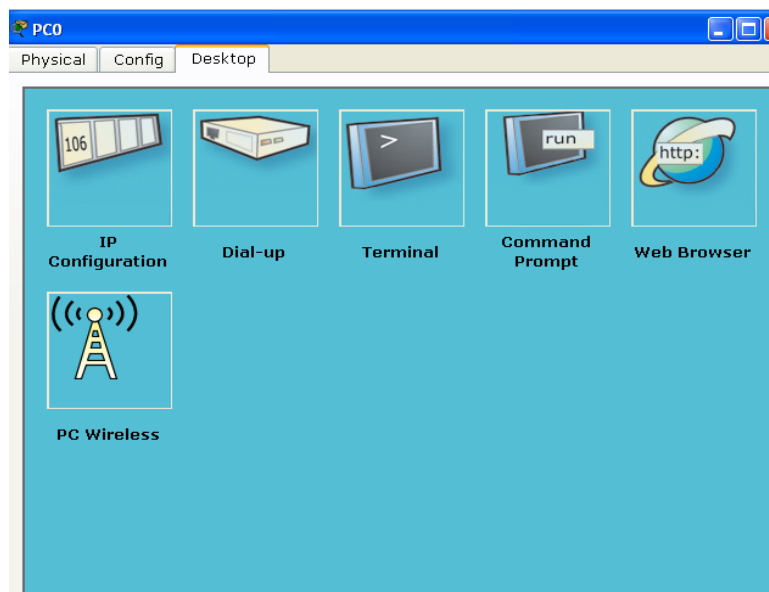 PC0
Physical Config Desktop
106
>
run
http:
IP
Configuration
Dial-up
Terminal
Command
Prompt
Web Browser
PC Wireless